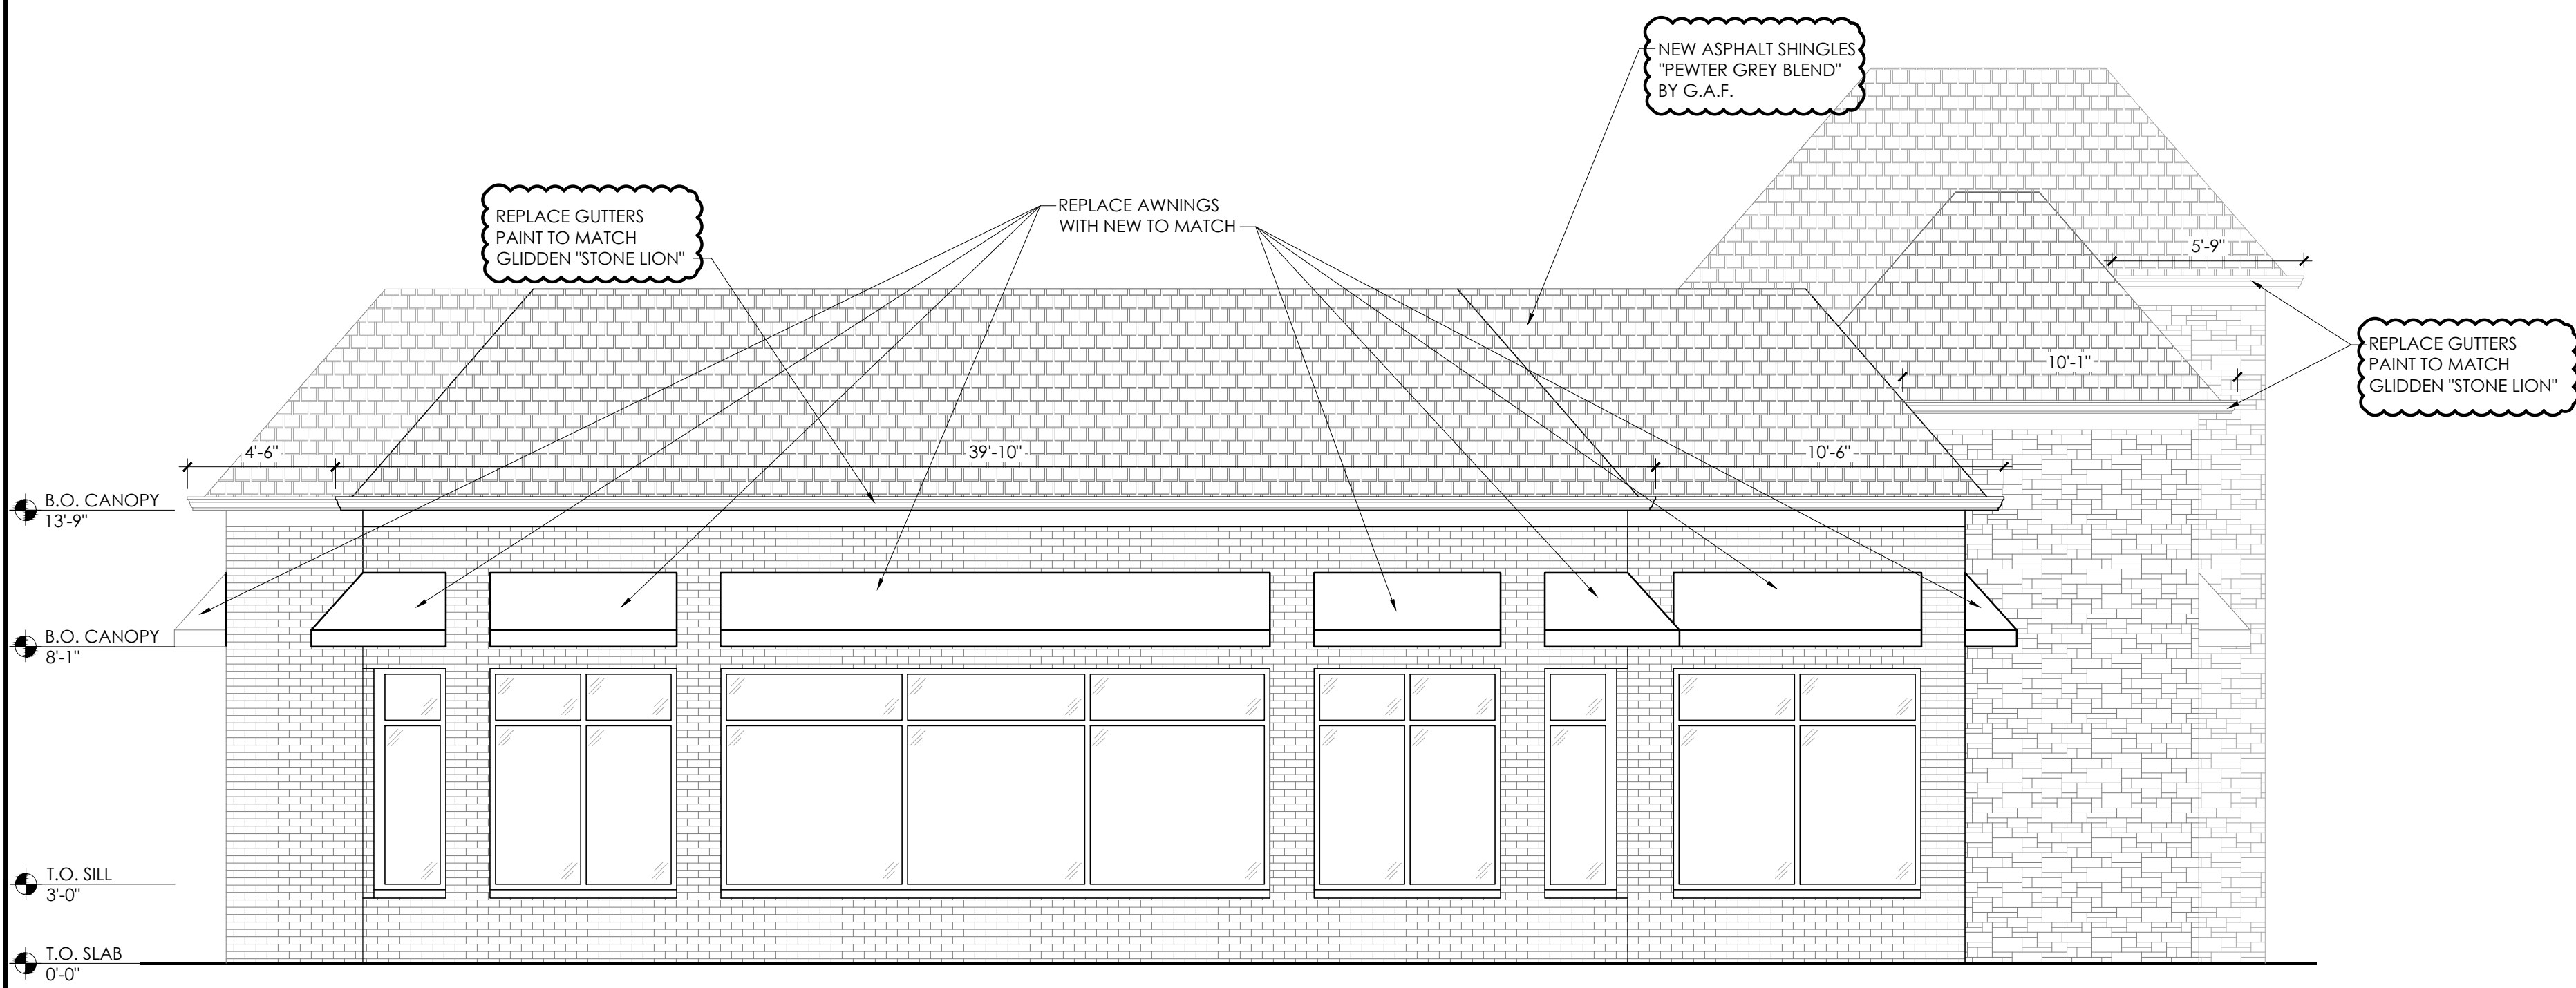 NEW ASPHALT SHINGLES
"PEWTER GREY BLEND"
BY G.A.F.
REPLACE GUTTERS
PAINT TO MATCH
GLIDDEN "STONE LION"
REPLACE AWNINGS
WITH NEW TO MATCH
5'-9"
REPLACE GUTTERS
PAINT TO MATCH
GLIDDEN "STONE LION"
10'-1"
4'-6"
39'-10"
10'-6"
B.O. CANOPY
13'-9"
B.O. CANOPY
8'-1"
T.O. SILL
3'-0"
T.O. SLAB
0'-0"